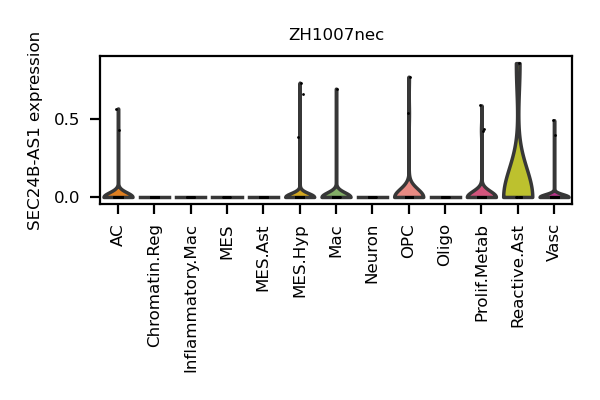 ZH1007nec
SEC24B-AS1 expression
0.5
0.0
AC
Chromatin.Reg
Inflammatory.Mac
MES
MES.Ast
MES.Hyp
Mac
Neuron
OPC
Oligo
Prolif.Metab
Reactive.Ast
Vasc